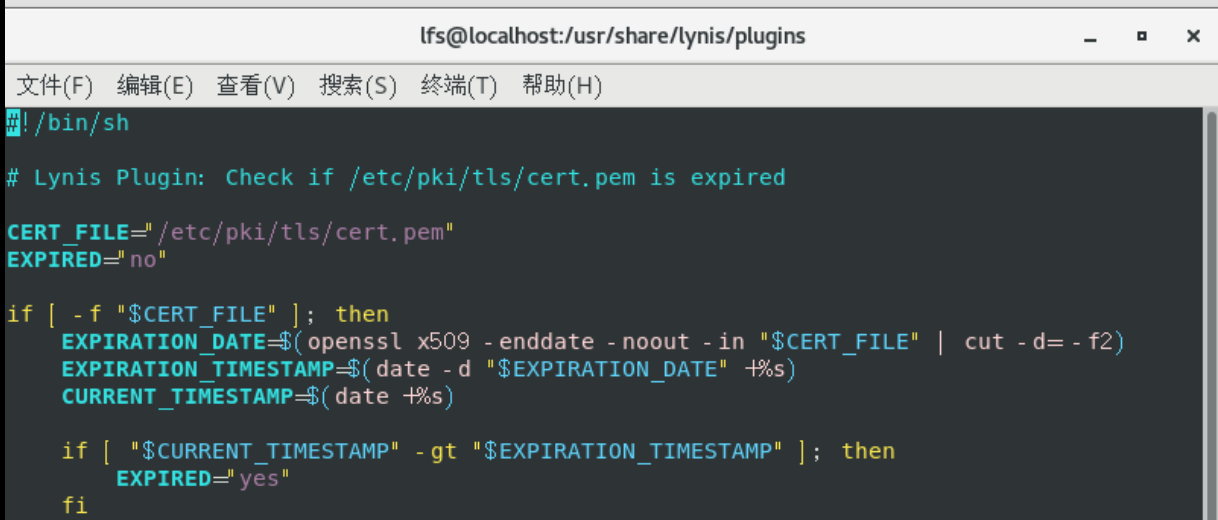 lfs@localhost:/usr/share/lynis/plugins
文件(F) 编辑(E) 查看(V) 搜索(S) 终端(T) 帮助(H)
#!/bin/sh
# Lynis Plugin: Check if /etc/pki/tls/cert.pem is expired
CERT_FILE="/etc/pki/tls/cert.pem"
EXPIRED="no"
if [ -f "$CERT_FILE" ]; then
    EXPIRATION_DATE=$(openssl x509 -enddate -noout -in "$CERT_FILE" | cut -d= -f2)
    EXPIRATION_TIMESTAMP=$(date -d "$EXPIRATION_DATE" +%s)
    CURRENT_TIMESTAMP=$(date +%s)
    if [ "$CURRENT_TIMESTAMP" -gt "$EXPIRATION_TIMESTAMP" ]; then
        EXPIRED="yes"
    fi